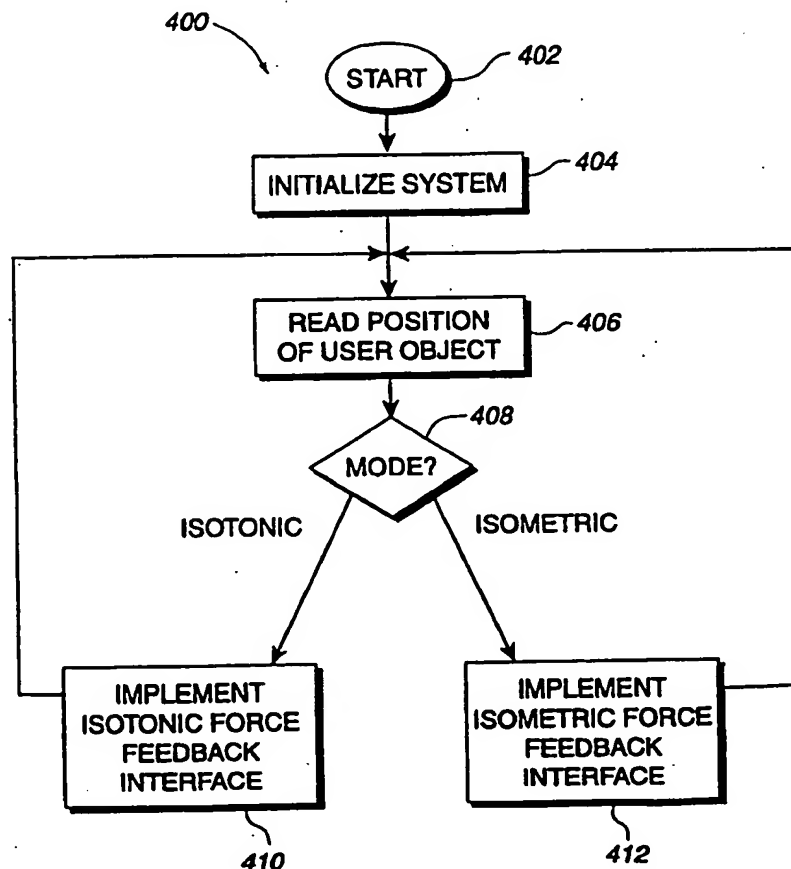 400
START
402
INITIALIZE SYSTEM
404
READ POSITION
OF USER OBJECT
406
408
MODE?
ISOTONIC
ISOMETRIC
IMPLEMENT
ISOTONIC FORCE
FEEDBACK
INTERFACE
IMPLEMENT
ISOMETRIC FORCE
FEEDBACK
INTERFACE
410
412